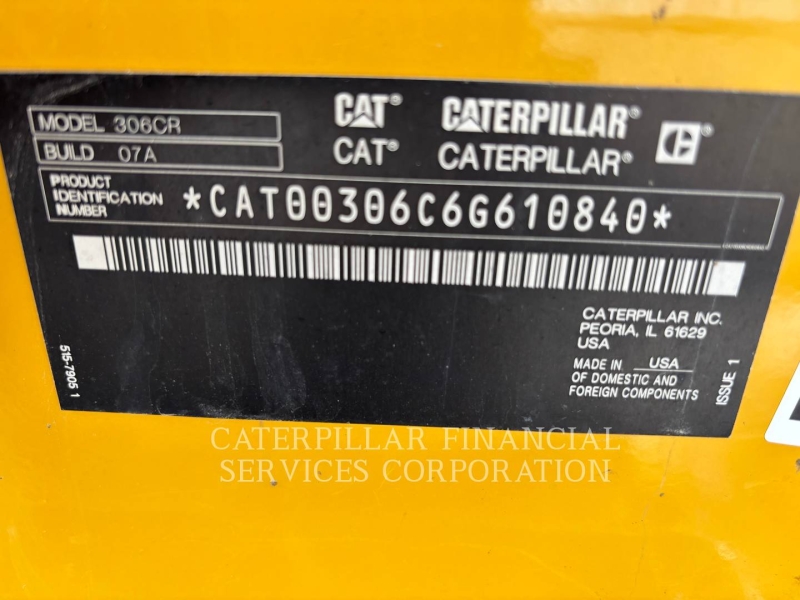 CAT® CATERPILLAR®
MODEL 306CR
CAT® CATERPILLAR®
BUILD 07A
PRODUCT
IDENTIFICATION
NUMBER
*CAT00306C6G610840*
CATERPILLAR INC.
PEORIA, IL 61629
USA
MADE IN USA
OF DOMESTIC AND
FOREIGN COMPONENTS
ISSUE 1
515-7905 1
CATERPILLAR FINANCIAL
SERVICES CORPORATION